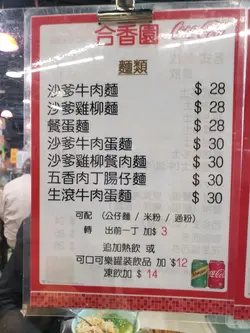 合香園
Coca-Cola
麵類
沙爹牛肉麵 $28
沙爹雞柳麵 $28
餐蛋麵 $28
沙爹牛肉蛋麵 $30
沙爹雞柳餐肉麵 $30
五香肉丁腸仔麵 $30
生滾牛肉蛋麵 $30
可配 (公仔麵 / 米粉 / 通粉)
轉 出前一丁 加$ 3
追加熱飲 或
可口可樂罐裝飲品 加 $12
凍飲加 $ 14